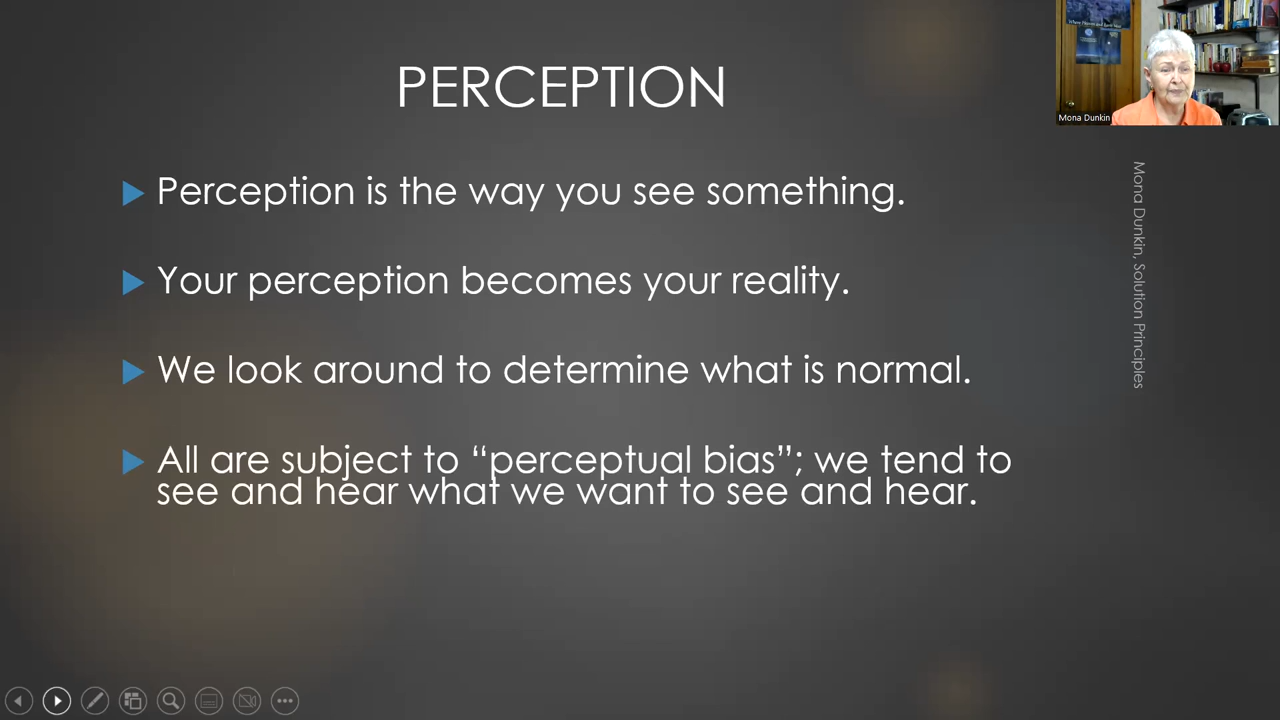 PERCEPTION
Perception is the way you see something.
Your perception becomes your reality.
We look around to determine what is normal.
All are subject to “perceptual bias”; we tend to
see and hear what we want to see and hear.
Mona Dunkin
Mona Dunkin, Solution Principles